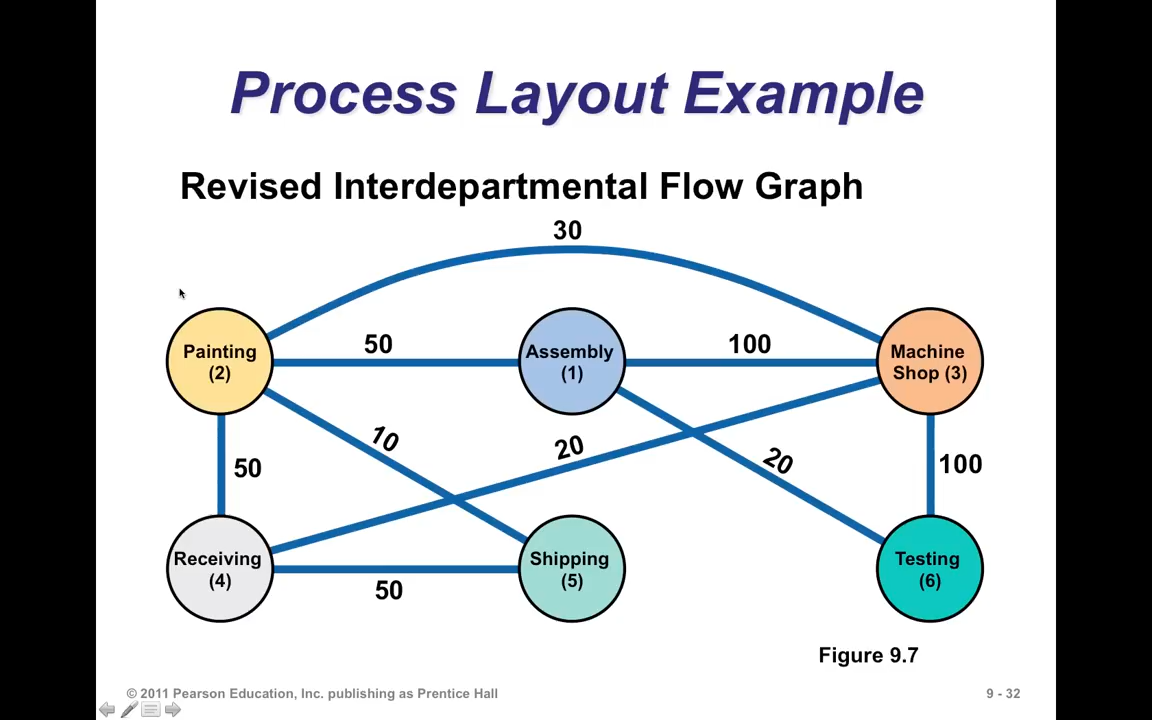 Process Layout Example
Revised Interdepartmental Flow Graph
30
50
100
Painting
(2)
Assembly
(1)
Machine
Shop (3)
10
20
20
50
100
Receiving
(4)
Shipping
(5)
Testing
(6)
50
Figure 9.7
© 2011 Pearson Education, Inc. publishing as Prentice Hall
9 - 32